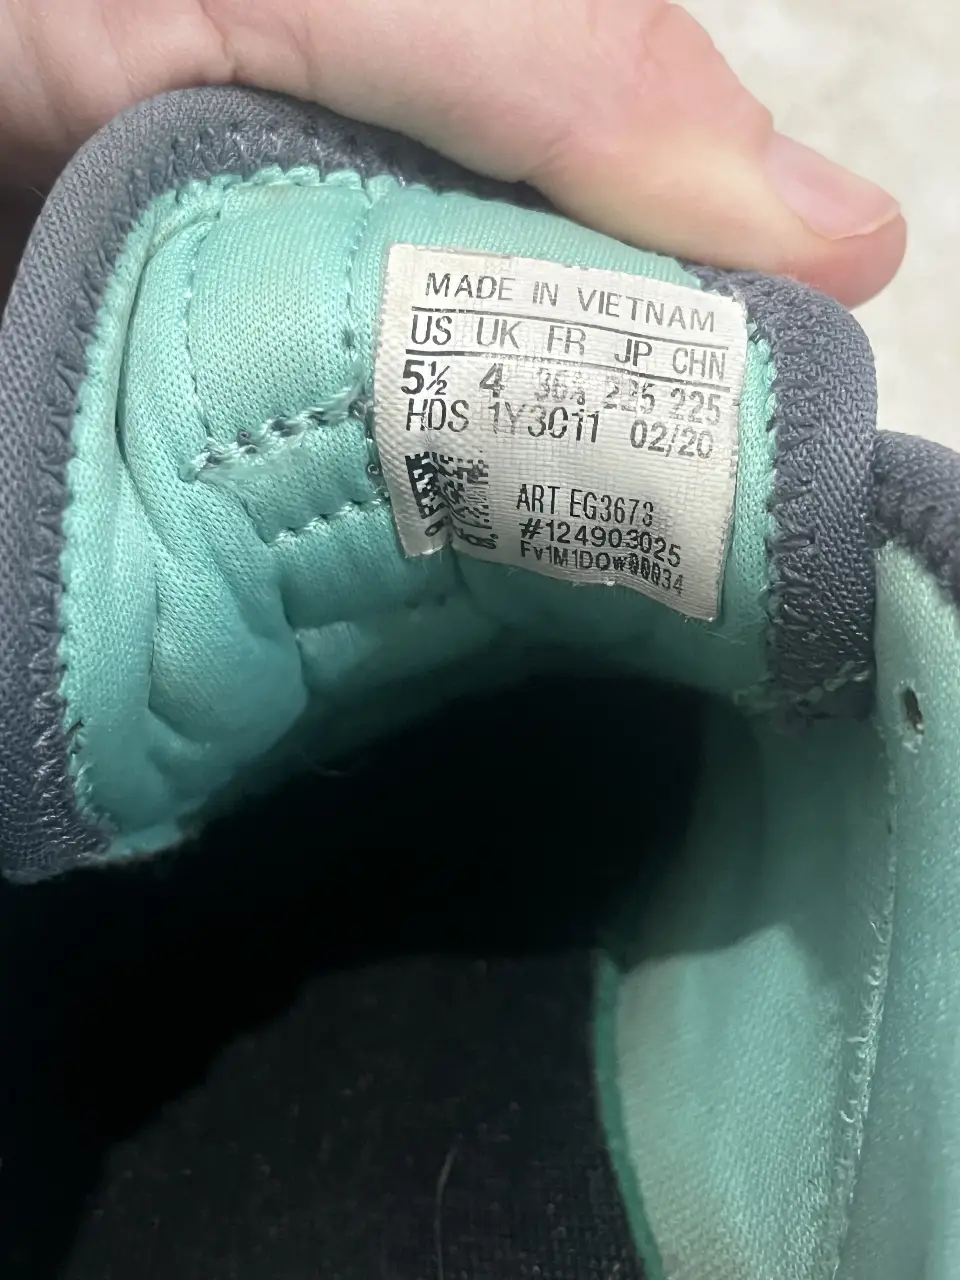 MADE IN VIETNAM
US UK FR JP CHN
5½ 4 36⅔ 225 225
HDS 1Y3C11 02/20
ART EG3673
#124903025